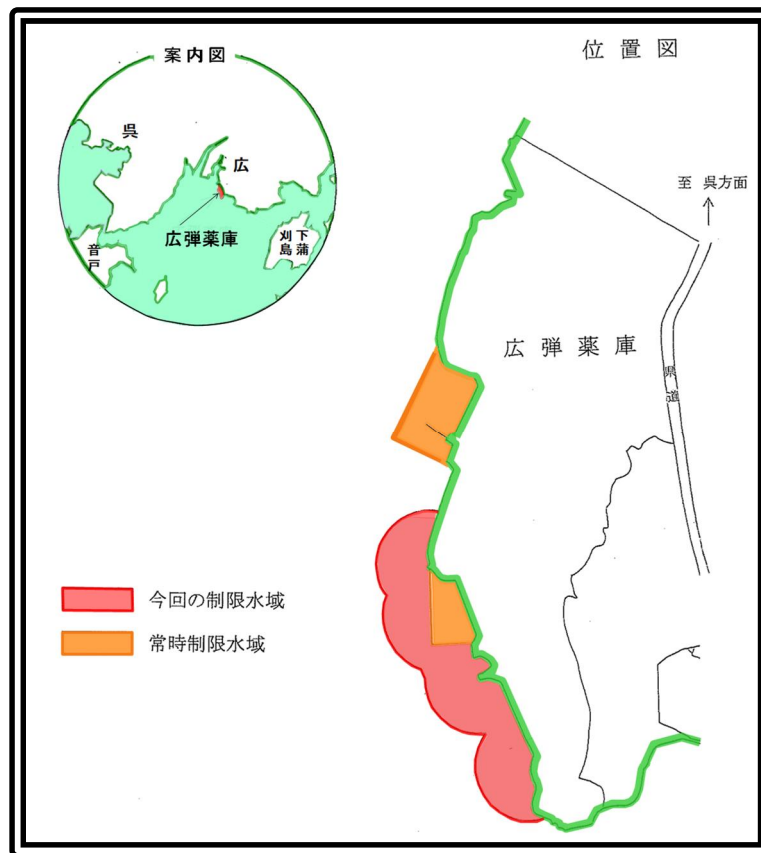 位置図
案内図
呉
広
広弾薬庫
音戸
下蒲
刈島
至 呉方面
広弾薬庫
県道
今回の制限水域
常時制限水域